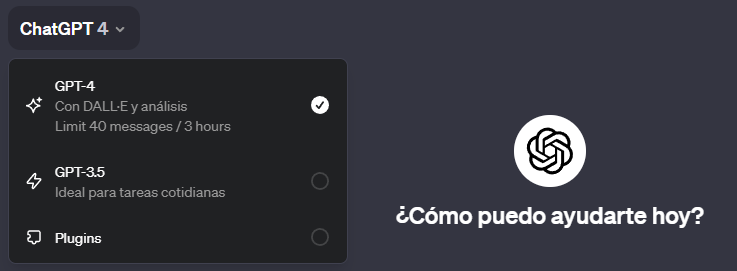 ChatGPT 4
GPT-4
Con DALL·E y análisis
Limit 40 messages / 3 hours
GPT-3.5
Ideal para tareas cotidianas
Plugins
¿Cómo puedo ayudarte hoy?